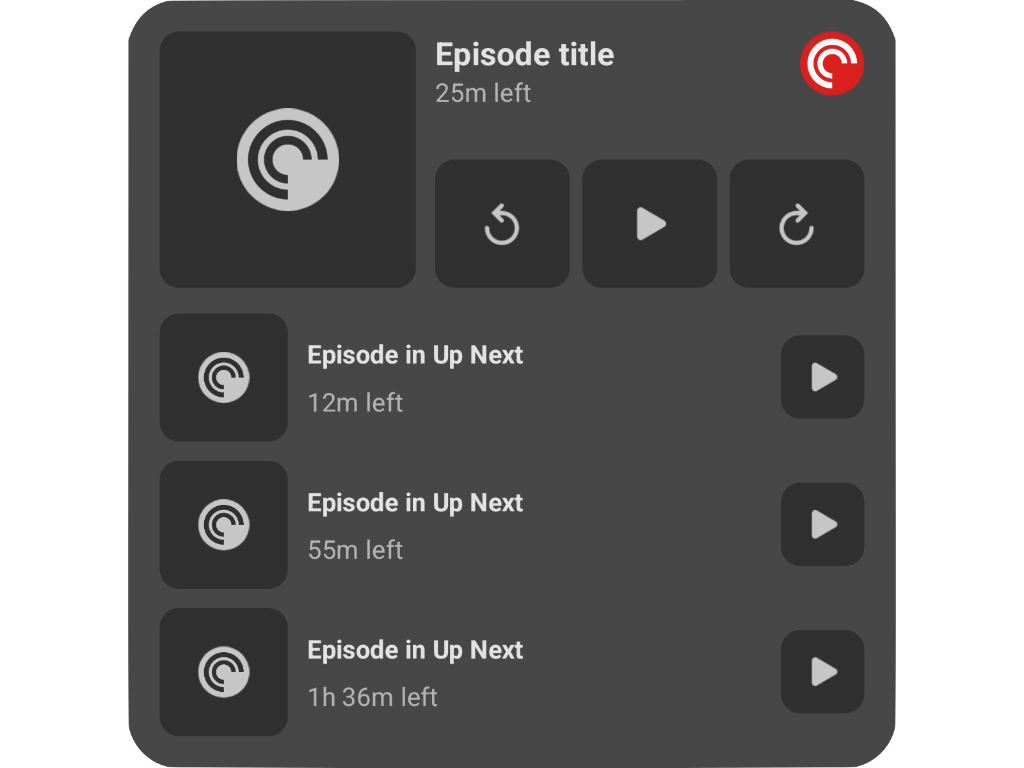 Episode title
25m left
Episode in Up Next
12m left
Episode in Up Next
55m left
Episode in Up Next
1h 36m left